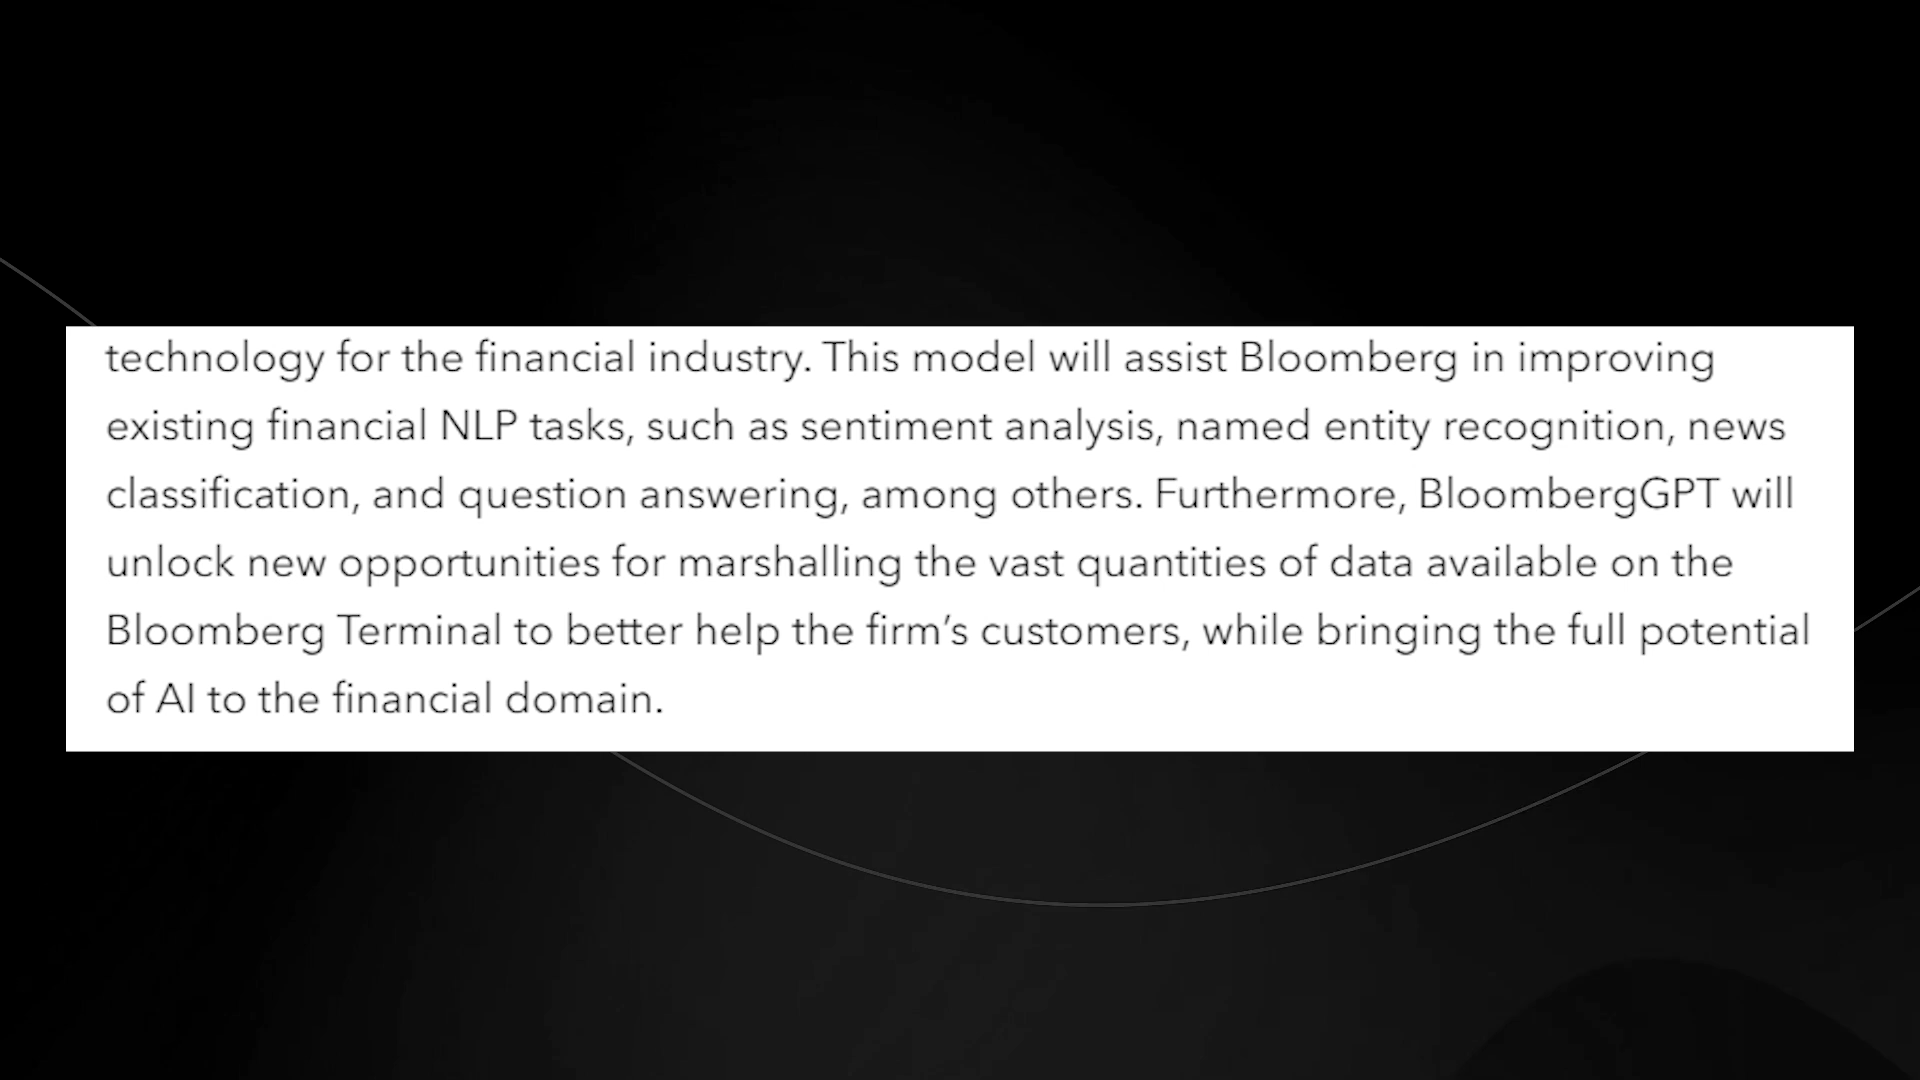 technology for the financial industry. This model will assist Bloomberg in improving
existing financial NLP tasks, such as sentiment analysis, named entity recognition, news
classification, and question answering, among others. Furthermore, BloombergGPT will
unlock new opportunities for marshalling the vast quantities of data available on the
Bloomberg Terminal to better help the firm’s customers, while bringing the full potential
of AI to the financial domain.